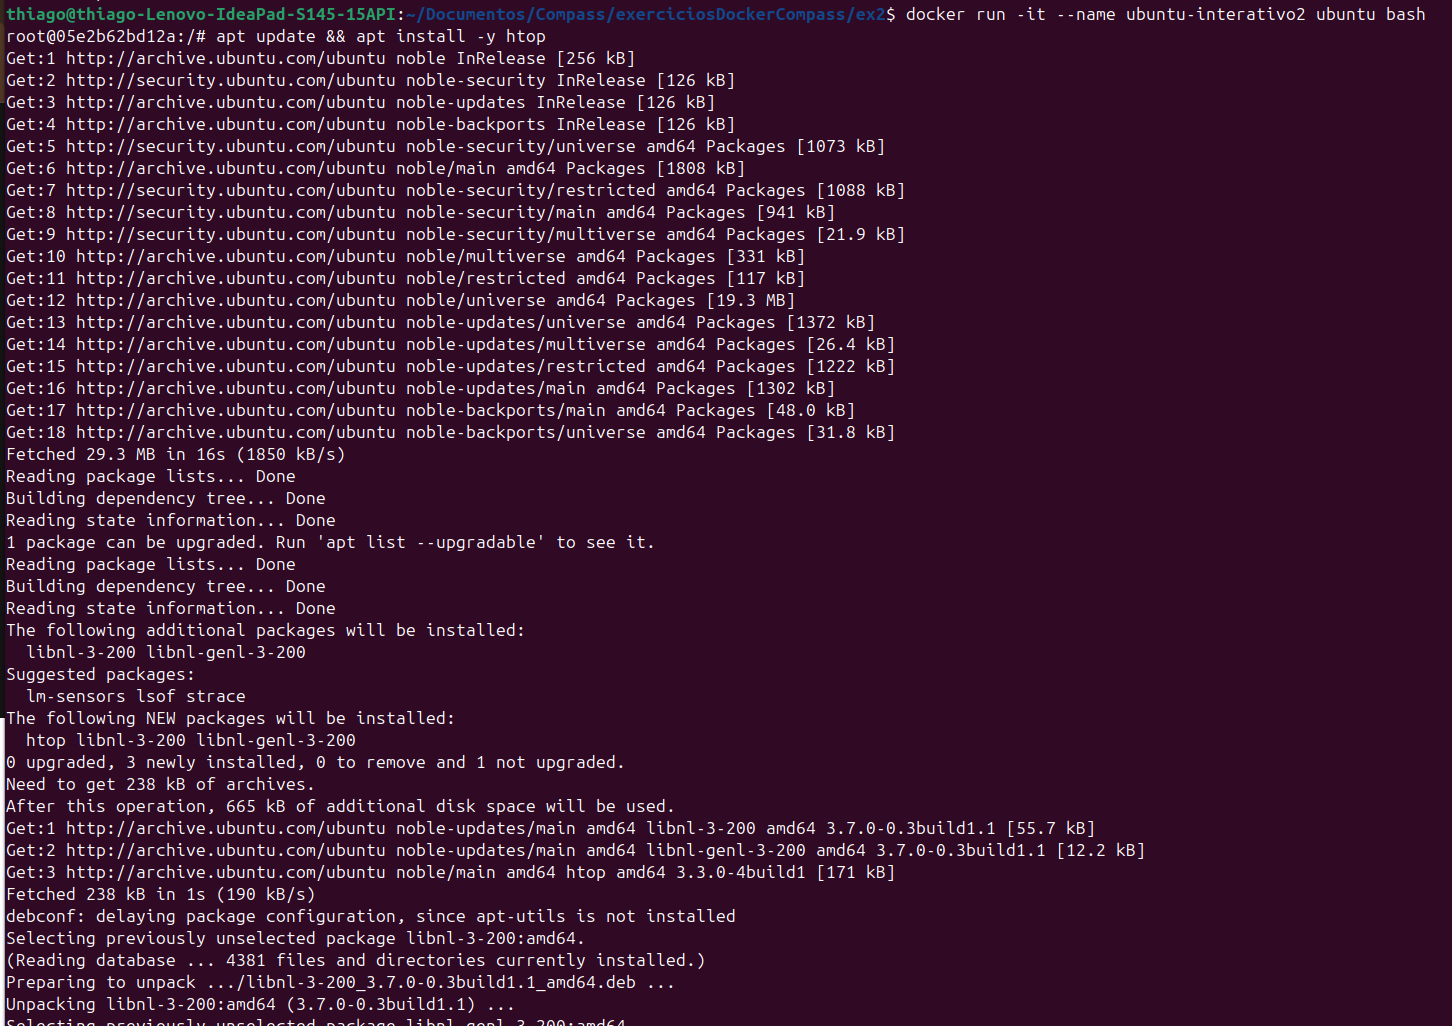 thiago@thiago-Lenovo-IdeaPad-S145-15API:~/Documentos/Compass/exerciciosDockerCompass/ex2$ docker run -it --name ubuntu-interativo2 ubuntu bash
root@05e2b62bd12a:/# apt update && apt install -y htop
Get:1 http://archive.ubuntu.com/ubuntu noble InRelease [256 kB]
Get:2 http://security.ubuntu.com/ubuntu noble-security InRelease [126 kB]
Get:3 http://archive.ubuntu.com/ubuntu noble-updates InRelease [126 kB]
Get:4 http://archive.ubuntu.com/ubuntu noble-backports InRelease [126 kB]
Get:5 http://security.ubuntu.com/ubuntu noble-security/universe amd64 Packages [1073 kB]
Get:6 http://archive.ubuntu.com/ubuntu noble/main amd64 Packages [1808 kB]
Get:7 http://security.ubuntu.com/ubuntu noble-security/restricted amd64 Packages [1088 kB]
Get:8 http://security.ubuntu.com/ubuntu noble-security/main amd64 Packages [941 kB]
Get:9 http://security.ubuntu.com/ubuntu noble-security/multiverse amd64 Packages [21.9 kB]
Get:10 http://archive.ubuntu.com/ubuntu noble/multiverse amd64 Packages [331 kB]
Get:11 http://archive.ubuntu.com/ubuntu noble/restricted amd64 Packages [117 kB]
Get:12 http://archive.ubuntu.com/ubuntu noble/universe amd64 Packages [19.3 MB]
Get:13 http://archive.ubuntu.com/ubuntu noble-updates/universe amd64 Packages [1372 kB]
Get:14 http://archive.ubuntu.com/ubuntu noble-updates/multiverse amd64 Packages [26.4 kB]
Get:15 http://archive.ubuntu.com/ubuntu noble-updates/restricted amd64 Packages [1222 kB]
Get:16 http://archive.ubuntu.com/ubuntu noble-updates/main amd64 Packages [1302 kB]
Get:17 http://archive.ubuntu.com/ubuntu noble-backports/main amd64 Packages [48.0 kB]
Get:18 http://archive.ubuntu.com/ubuntu noble-backports/universe amd64 Packages [31.8 kB]
Fetched 29.3 MB in 16s (1850 kB/s)
Reading package lists... Done
Building dependency tree... Done
Reading state information... Done
1 package can be upgraded. Run 'apt list --upgradable' to see it.
Reading package lists... Done
Building dependency tree... Done
Reading state information... Done
The following additional packages will be installed:
  libnl-3-200 libnl-genl-3-200
Suggested packages:
  lm-sensors lsof strace
The following NEW packages will be installed:
  htop libnl-3-200 libnl-genl-3-200
0 upgraded, 3 newly installed, 0 to remove and 1 not upgraded.
Need to get 238 kB of archives.
After this operation, 665 kB of additional disk space will be used.
Get:1 http://archive.ubuntu.com/ubuntu noble-updates/main amd64 libnl-3-200 amd64 3.7.0-0.3build1.1 [55.7 kB]
Get:2 http://archive.ubuntu.com/ubuntu noble-updates/main amd64 libnl-genl-3-200 amd64 3.7.0-0.3build1.1 [12.2 kB]
Get:3 http://archive.ubuntu.com/ubuntu noble/main amd64 htop amd64 3.3.0-4build1 [171 kB]
Fetched 238 kB in 1s (190 kB/s)
debconf: delaying package configuration, since apt-utils is not installed
Selecting previously unselected package libnl-3-200:amd64.
(Reading database ... 4381 files and directories currently installed.)
Preparing to unpack .../libnl-3-200_3.7.0-0.3build1.1_amd64.deb ...
Unpacking libnl-3-200:amd64 (3.7.0-0.3build1.1) ...
Selecting previously unselected package libnl-genl-3-200:amd64.